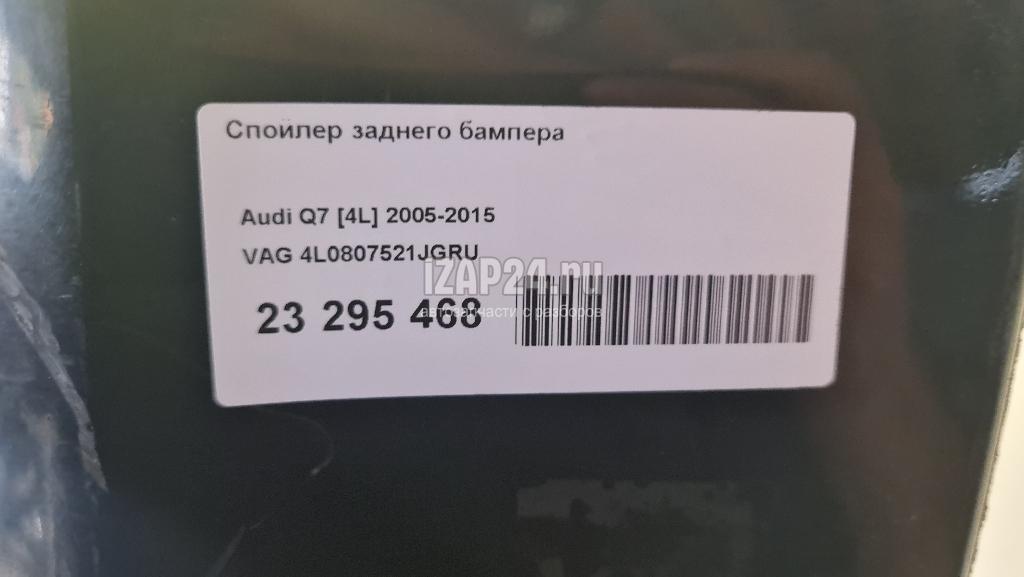 Спойлер заднего бампера
Audi Q7 [4L] 2005-2015
VAG 4L0807521JGRU
iZAP24.ru
23 295 468
автозапчасти с разборов